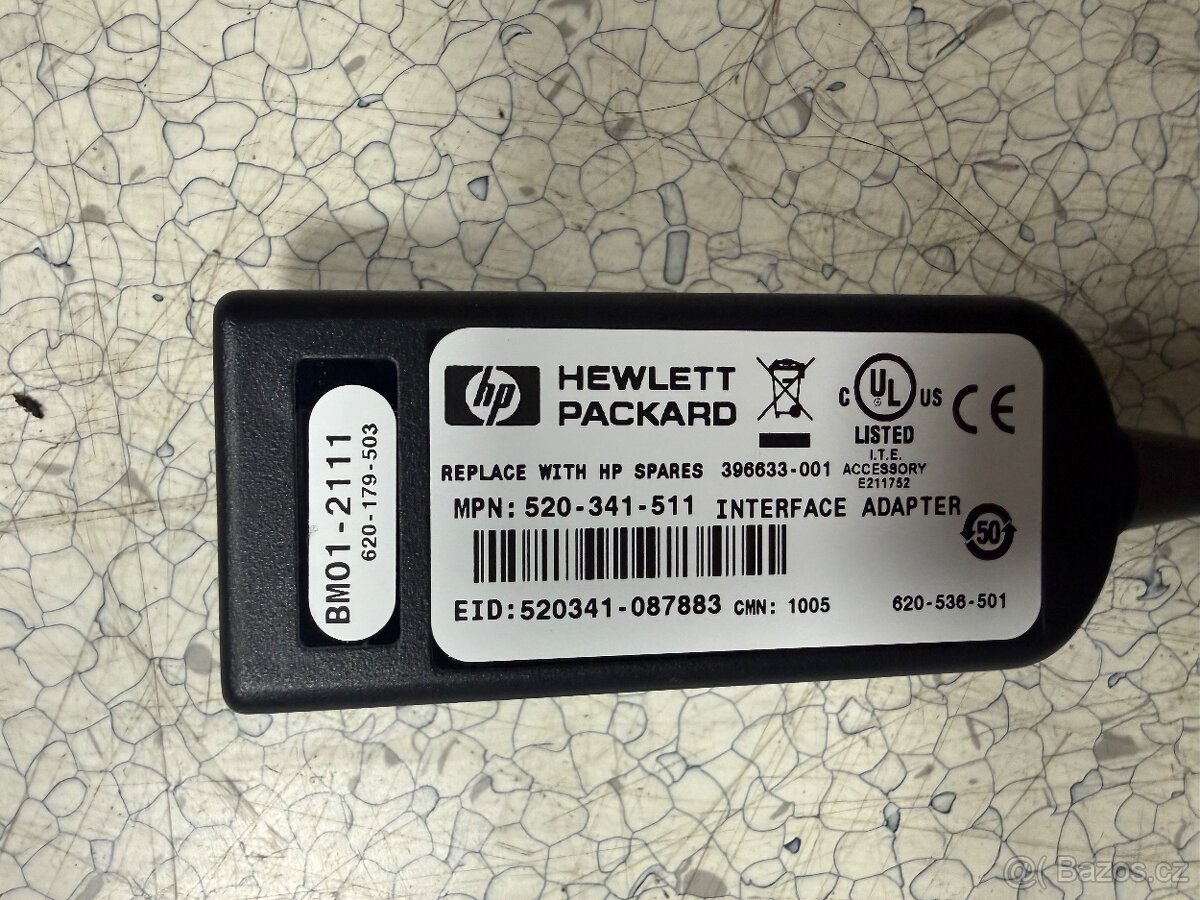 BM01-2111
620-179-503
hp
HEWLETT
PACKARD
C UL US
LISTED
I.T.E.
ACCESSORY
E211752
CE
REPLACE WITH HP SPARES 396633-001
MPN: 520-341-511 INTERFACE ADAPTER
50
EID:520341-087883 CMN: 1005 620-536-501
@( Bazos.cz